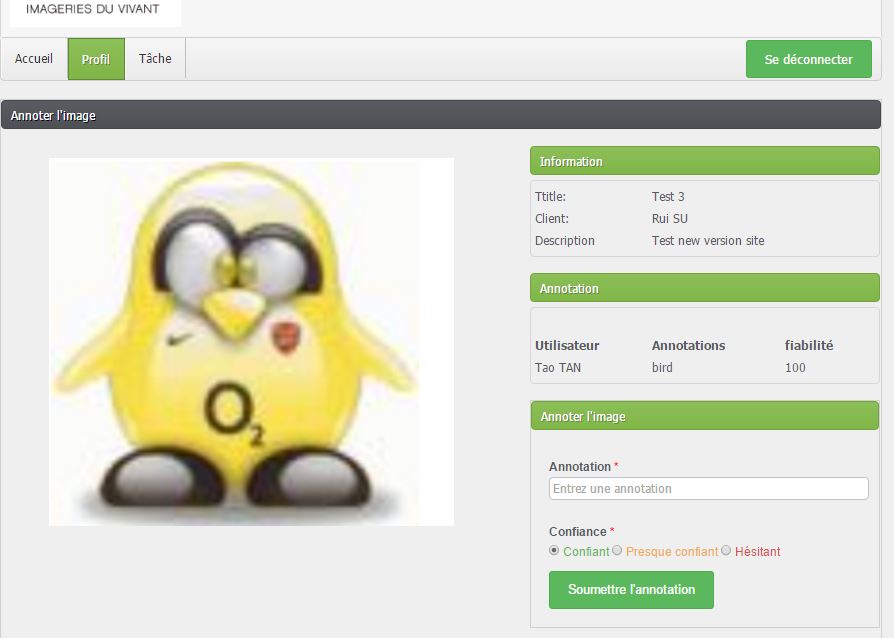 IMAGERIES DU VIVANT
Accueil Profil Tâche Se déconnecter
Annoter l'image
O2
Information
Ttitle: Test 3
Client: Rui SU
Description Test new version site
Annotation
Utilisateur Annotations fiabilité
Tao TAN bird 100
Annoter l'image
Annotation *
Entrez une annotation
Confiance *
Confiant Presque confiant Hésitant
Soumettre l'annotation